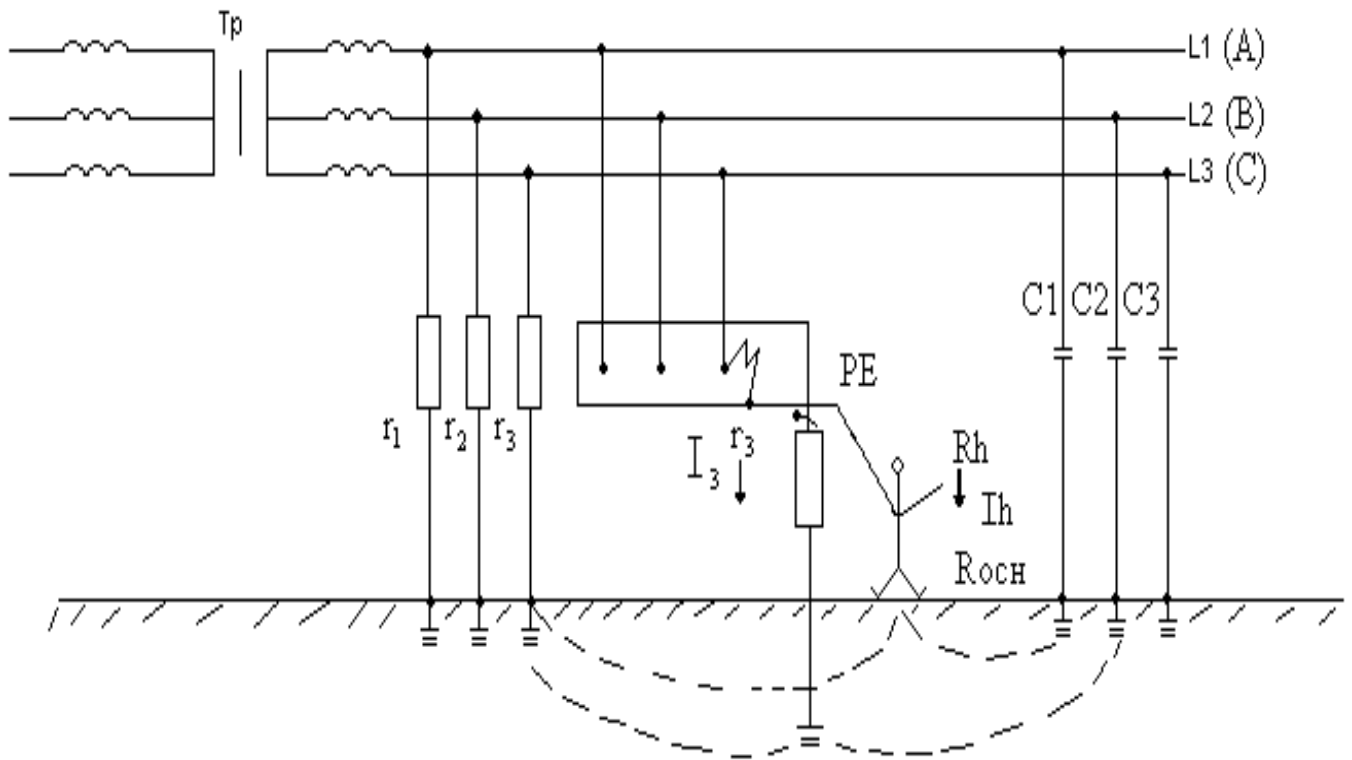 Tp
L1 (A)
L2 (B)
L3 (C)
C1 C2 C3
PE
r₁ r₂ r₃
I₃ r₃
Rh
Ih
Rосн